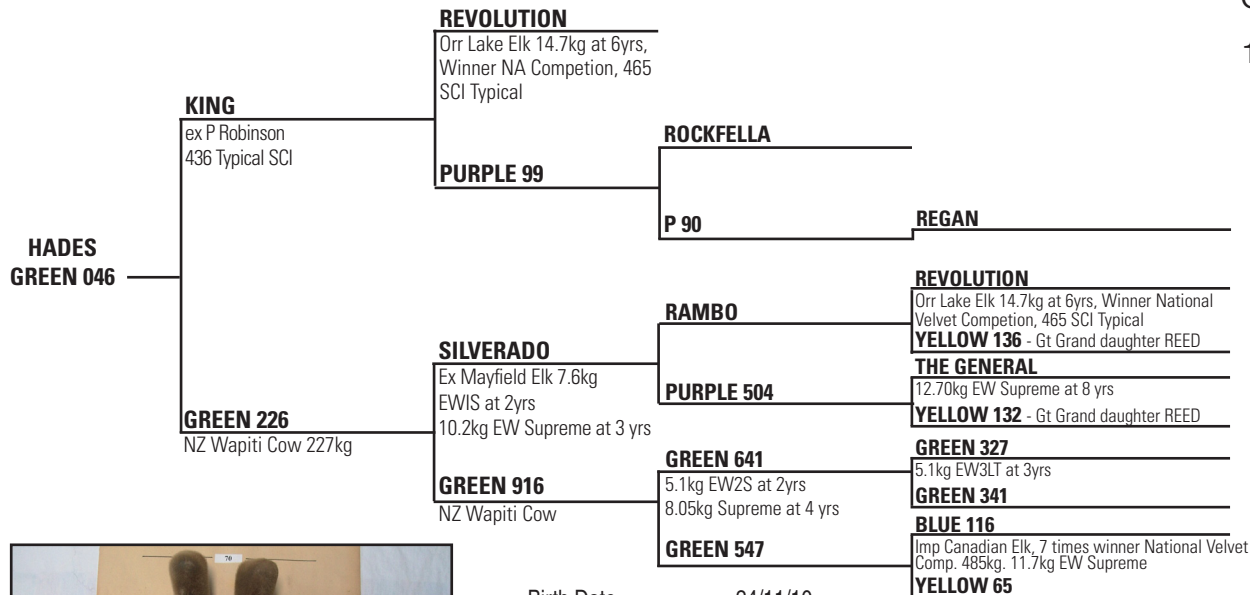 REVOLUTION
Orr Lake Elk 14.7kg at 6yrs,
Winner NA Competion, 465
SCI Typical
KING
ex P Robinson
436 Typical SCI
ROCKFELLA
PURPLE 99
P 90
REGAN
HADES
GREEN 046
REVOLUTION
Orr Lake Elk 14.7kg at 6yrs, Winner National
Velvet Competion, 465 SCI Typical
RAMBO
YELLOW 136 - Gt Grand daughter REED
SILVERADO
Ex Mayfield Elk 7.6kg
EWIS at 2yrs
10.2kg EW Supreme at 3 yrs
THE GENERAL
12.70kg EW Supreme at 8 yrs
PURPLE 504
YELLOW 132 - Gt Grand daughter REED
GREEN 226
NZ Wapiti Cow 227kg
GREEN 327
5.1kg EW3LT at 3yrs
GREEN 641
5.1kg EW2S at 2yrs
8.05kg Supreme at 4 yrs
GREEN 341
GREEN 916
NZ Wapiti Cow
BLUE 116
Imp Canadian Elk, 7 times winner National Velvet
Comp. 485kg. 11.7kg EW Supreme
GREEN 547
YELLOW 65
70